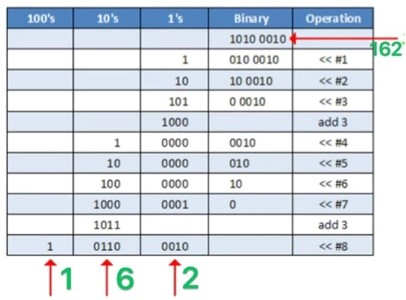 100's 10's 1's Binary Operation
1010 0010
162
1 010 0010 << #1
10 10 0010 << #2
101 0 0010 << #3
1000 add 3
1 0000 0010 << #4
10 0000 010 << #5
100 0000 10 << #6
1000 0001 0 << #7
1011 add 3
1 0110 0010 << #8
1 6 2